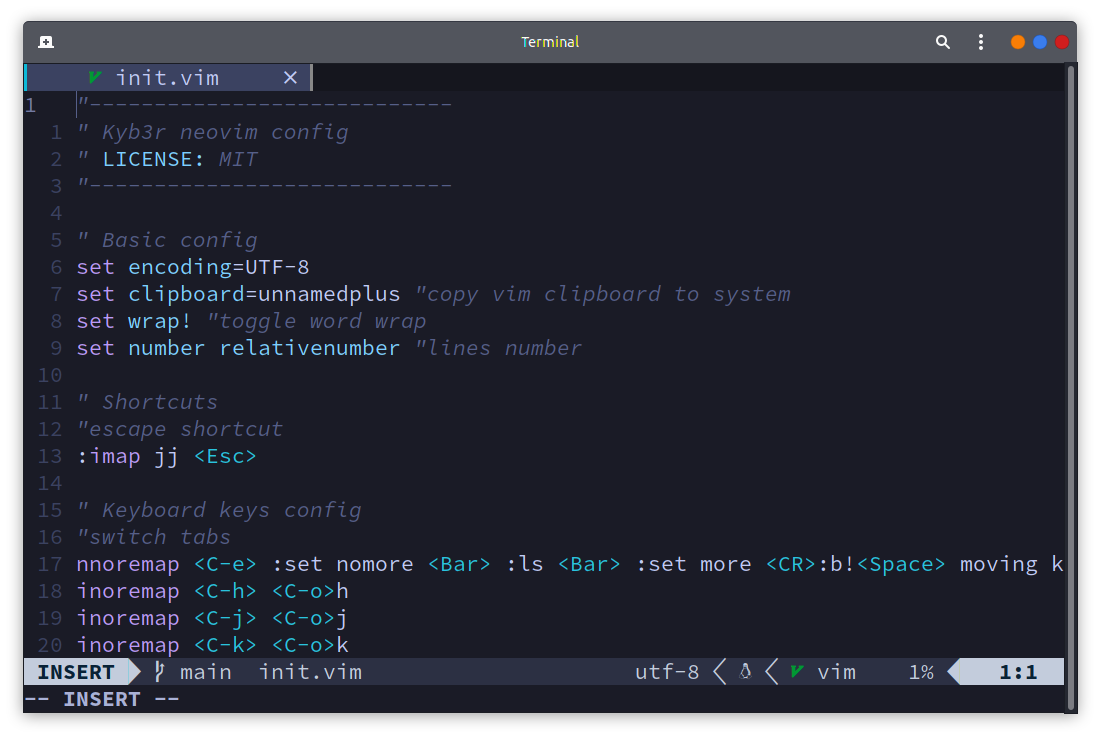 Terminal
init.vim ×
1 "----------------------------
1 " Kyb3r neovim config
2 " LICENSE: MIT
3 "----------------------------
4
5 " Basic config
6 set encoding=UTF-8
7 set clipboard=unnamedplus "copy vim clipboard to system
8 set wrap! "toggle word wrap
9 set number relativenumber "lines number
10
11 " Shortcuts
12 "escape shortcut
13 :imap jj <Esc>
14
15 " Keyboard keys config
16 "switch tabs
17 nnoremap <C-e> :set nomore <Bar> :ls <Bar> :set more <CR>:b!<Space> moving k
18 inoremap <C-h> <C-o>h
19 inoremap <C-j> <C-o>j
20 inoremap <C-k> <C-o>k
INSERT main init.vim utf-8 vim 1% 1:1
-- INSERT --